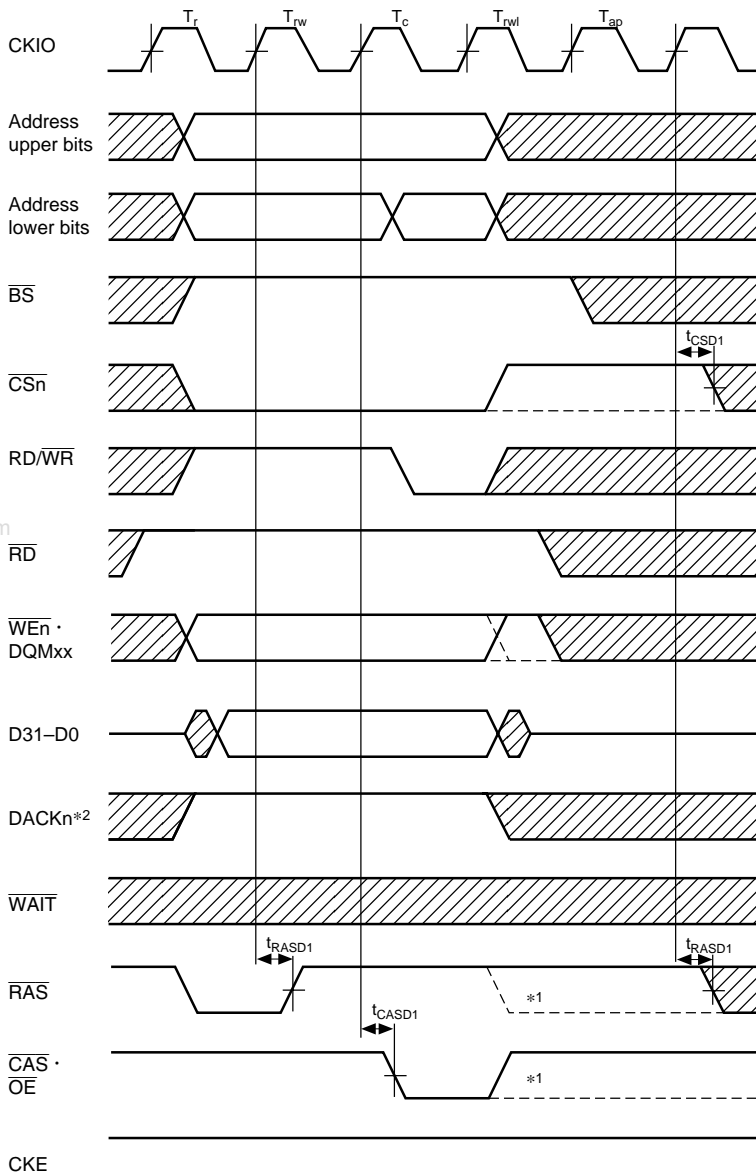 Tr Trw Tc Trwl Tap
CKIO
Address
upper bits
Address
lower bits
BS
tCSD1
CSn
RD/WR
m
RD
WEn ·
DQMxx
D31–D0
DACKn*2
WAIT
tRASD1 tRASD1
RAS *1
tCASD1
CAS ·
OE *1
CKE